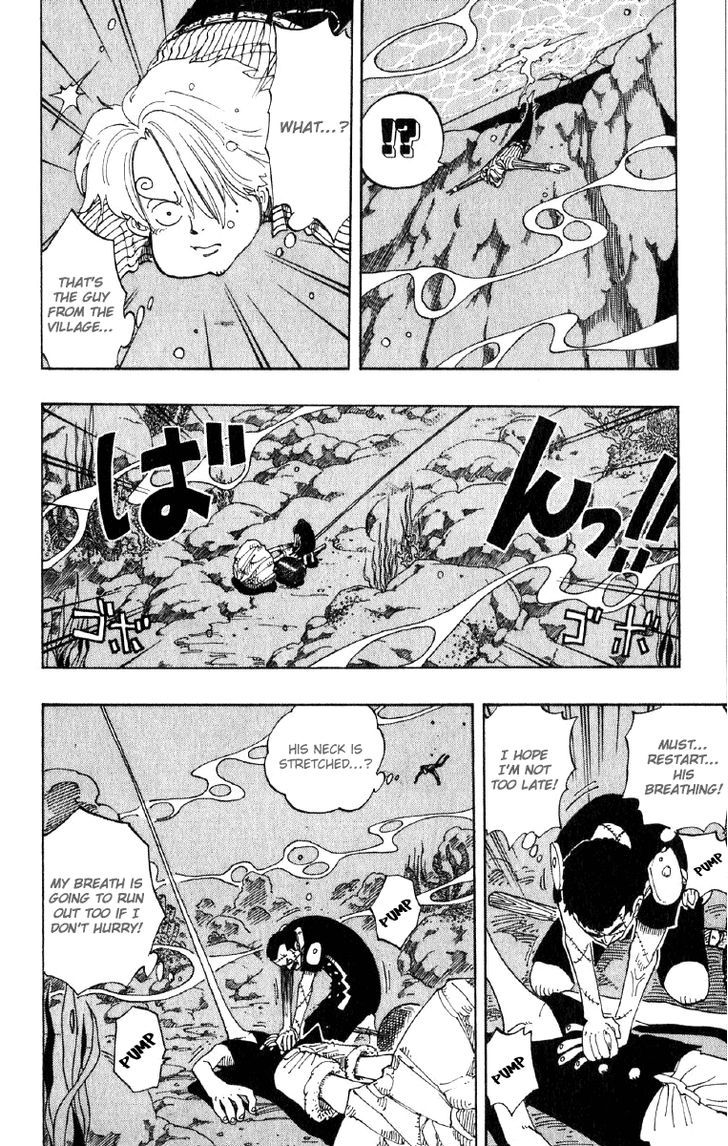 !?
WHAT...?
THAT'S
THE GUY
FROM THE
VILLAGE...
ばんっ!!
ゴボ
ゴボ
MUST...
RESTART...
HIS
BREATHING!
I HOPE
I'M NOT
TOO LATE!
PUMP
PUMP
HIS NECK IS
STRETCHED...?
MY BREATH IS
GOING TO RUN
OUT TOO IF I
DON'T HURRY!
PUMP
PUMP